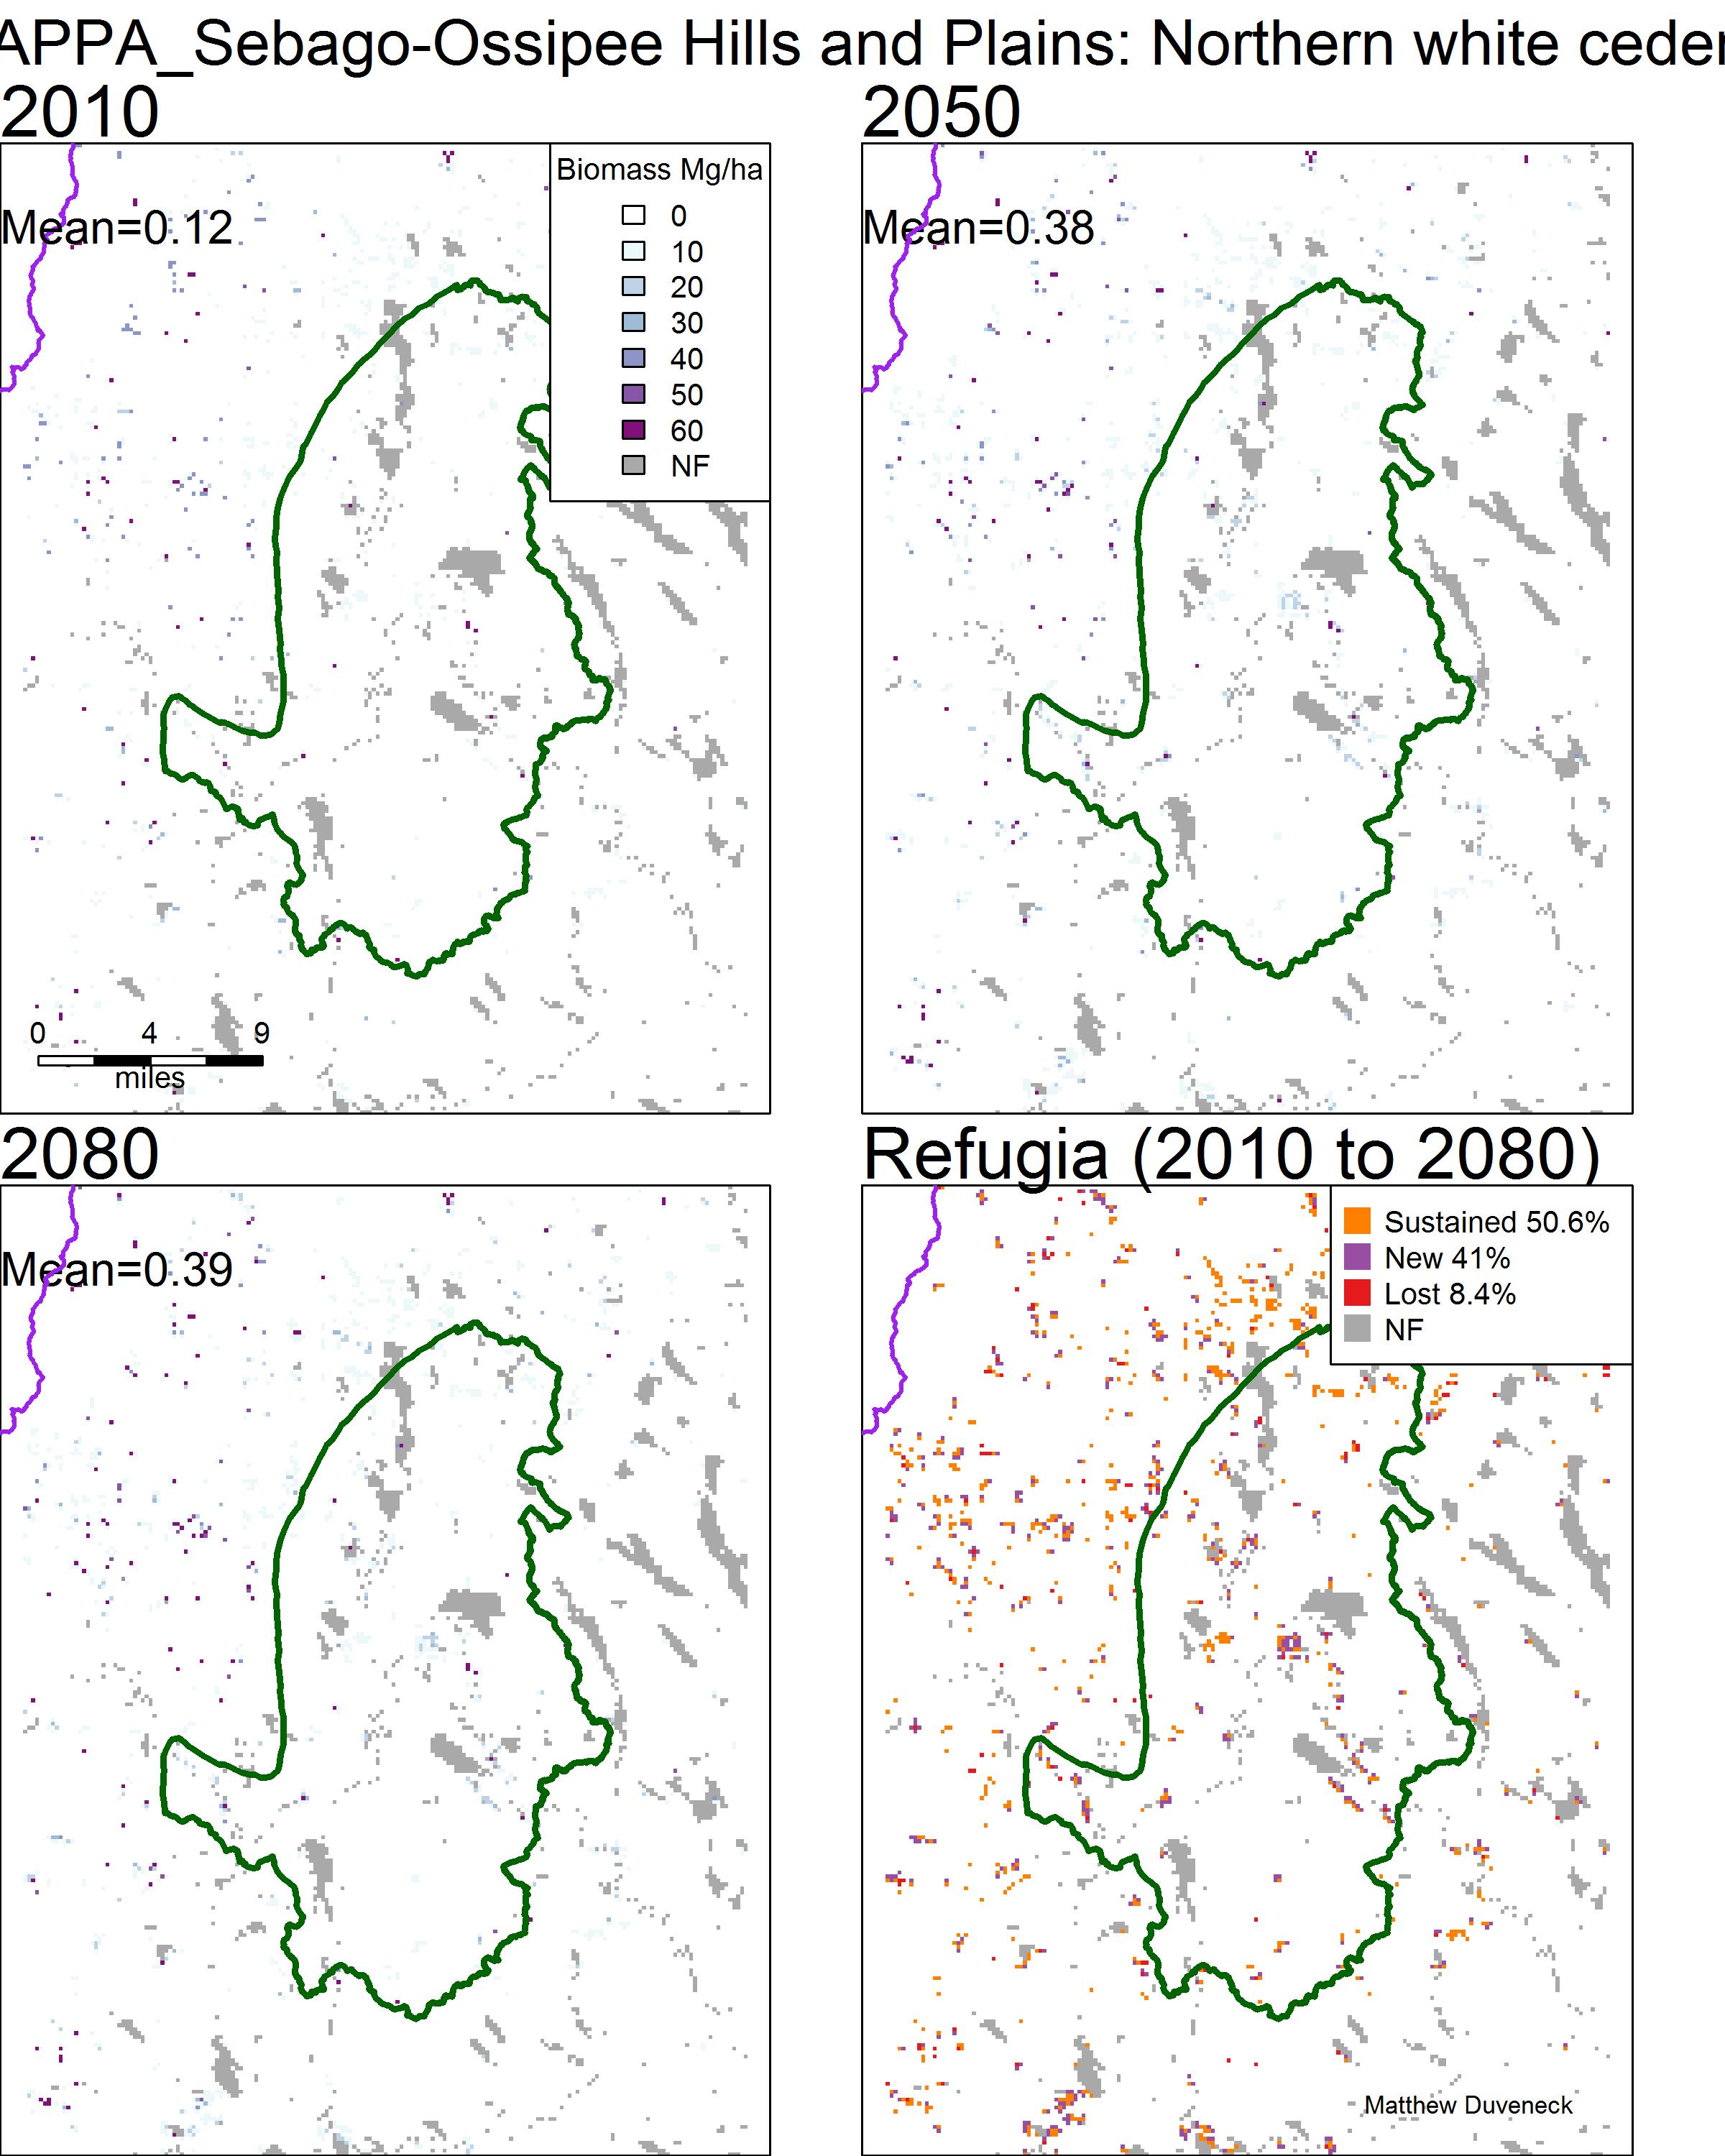 APPA_Sebago-Ossipee Hills and Plains: Northern white ceder
2010
2050
Mean=0.12
Biomass Mg/ha
0
10
20
30
40
50
60
NF
Mean=0.38
0 4 9
miles
2080
Refugia (2010 to 2080)
Mean=0.39
Sustained 50.6%
New 41%
Lost 8.4%
NF
Matthew Duveneck